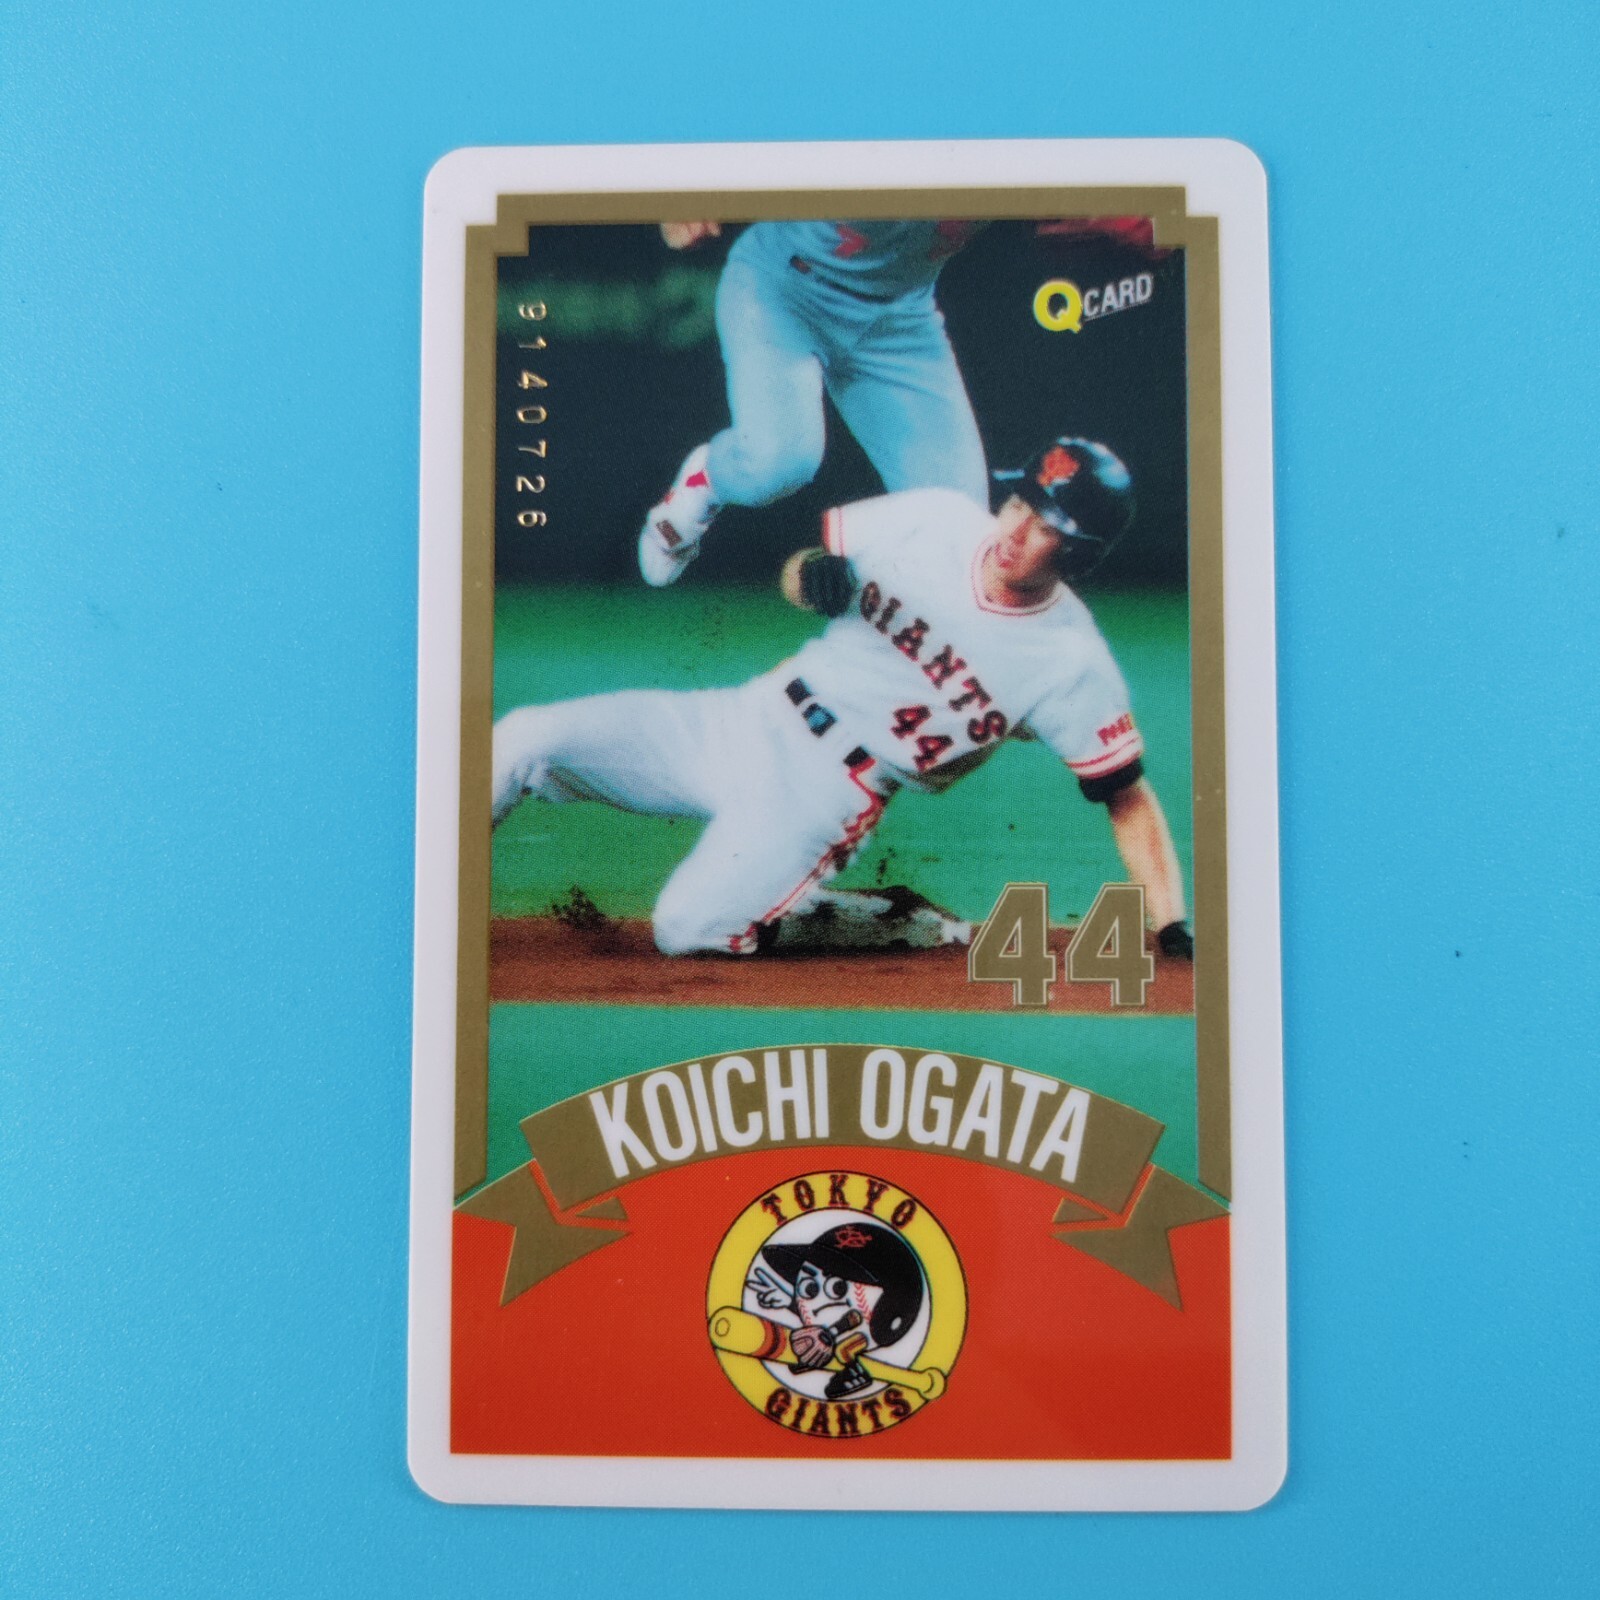 Q CARD
9140726
GIANTS
44
44
KOICHI OGATA
TOKYO
GIANTS